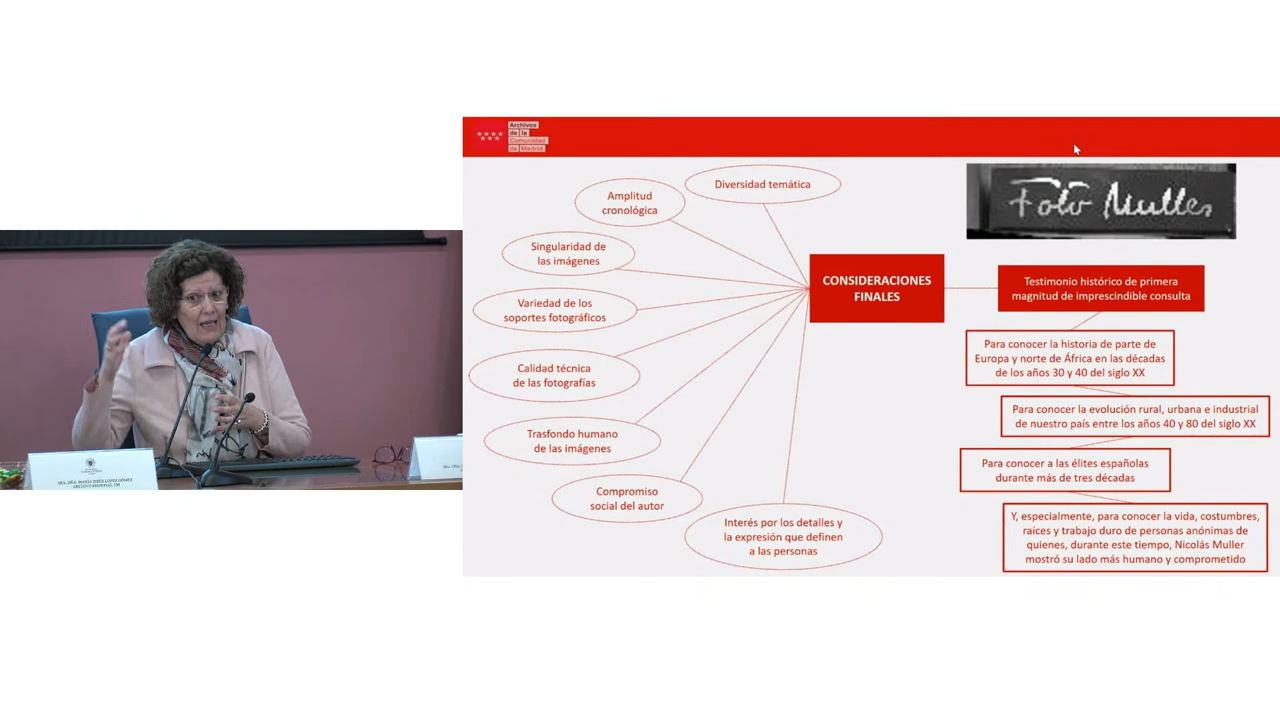 Archivos
de la
Comunidad
de Madrid
Diversidad temática
Amplitud
cronológica
Singularidad de
las imágenes
Variedad de los
soportes fotográficos
Calidad técnica
de las fotografías
Trasfondo humano
de las imágenes
Compromiso
social del autor
Interés por los detalles y
la expresión que definen
a las personas
CONSIDERACIONES
FINALES
Foto Muller
Testimonio histórico de primera
magnitud de imprescindible consulta
Para conocer la historia de parte de
Europa y norte de África en las décadas
de los años 30 y 40 del siglo XX
Para conocer la evolución rural, urbana e industrial
de nuestro país entre los años 40 y 80 del siglo XX
Para conocer a las élites españolas
durante más de tres décadas
Y, especialmente, para conocer la vida, costumbres,
raíces y trabajo duro de personas anónimas de
quienes, durante este tiempo, Nicolás Muller
mostró su lado más humano y comprometido
SRA. DRA. MARÍA NIEVES